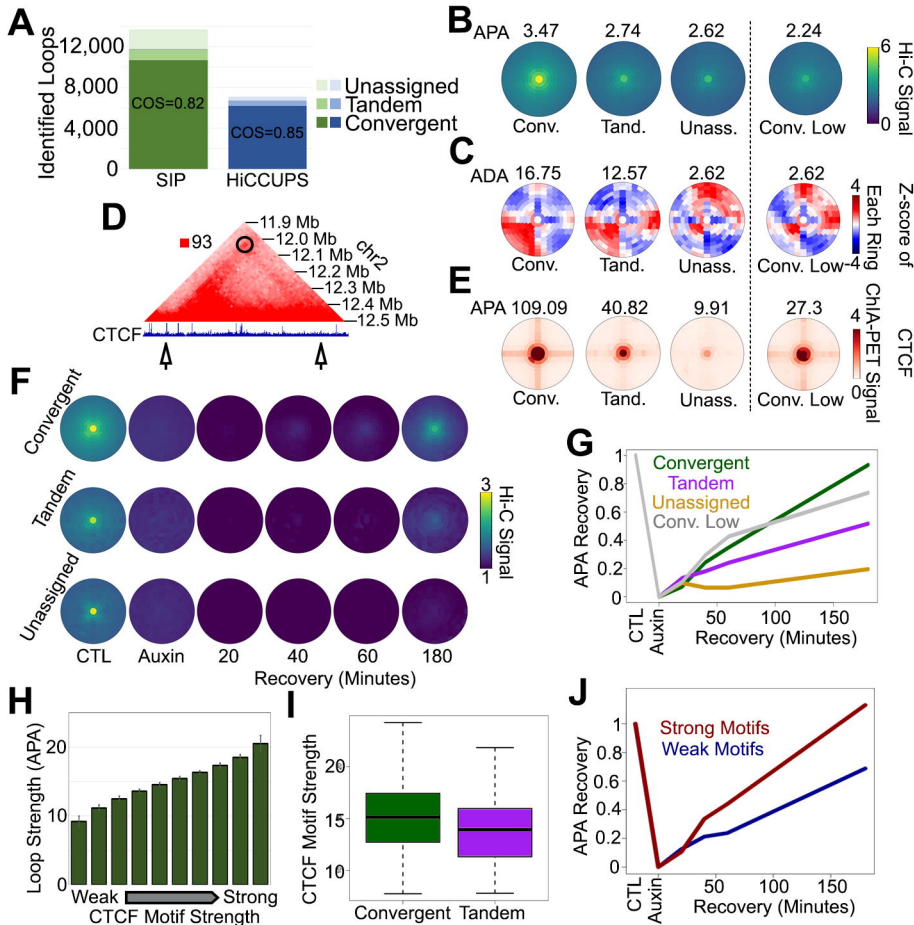 A
Identified Loops
12,000
8,000
4,000
0
COS=0.82
COS=0.85
SIP
HiCCUPS
Unassigned
Tandem
Convergent
B
APA
3.47
2.74
2.62
2.24
Conv.
Tand.
Unass.
Conv. Low
6
0
Hi-C Signal
C
ADA
16.75
12.57
2.62
2.62
Conv.
Tand.
Unass.
Conv. Low
4
-4
Z-score of
Each Ring
D
93
11.9 Mb
12.0 Mb
12.1 Mb
12.2 Mb
12.3 Mb
12.4 Mb
12.5 Mb
chr2
CTCF
E
APA
109.09
40.82
9.91
27.3
Conv.
Tand.
Unass.
Conv. Low
4
0
CTCF
ChIA-PET Signal
F
Convergent
Tandem
Unassigned
CTL
Auxin
20
40
60
180
Recovery (Minutes)
3
1
Hi-C Signal
G
APA Recovery
1
0.8
0.6
0.4
0.2
0
Convergent
Tandem
Unassigned
Conv. Low
CTL
Auxin
50
100
150
Recovery (Minutes)
H
Loop Strength (APA)
20
10
0
Weak
Strong
CTCF Motif Strength
I
CTCF Motif Strength
20
15
10
Convergent
Tandem
J
APA Recovery
1
0.8
0.6
0.4
0.2
0
Strong Motifs
Weak Motifs
CTL
Auxin
50
100
150
Recovery (Minutes)